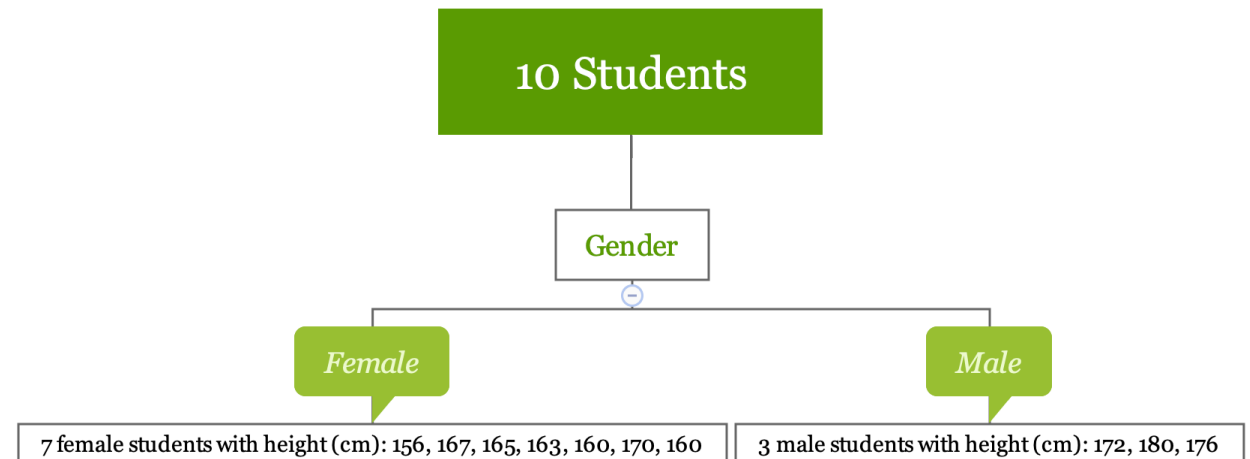 10 Students
Gender
Female
Male
7 female students with height (cm): 156, 167, 165, 163, 160, 170, 160
3 male students with height (cm): 172, 180, 176